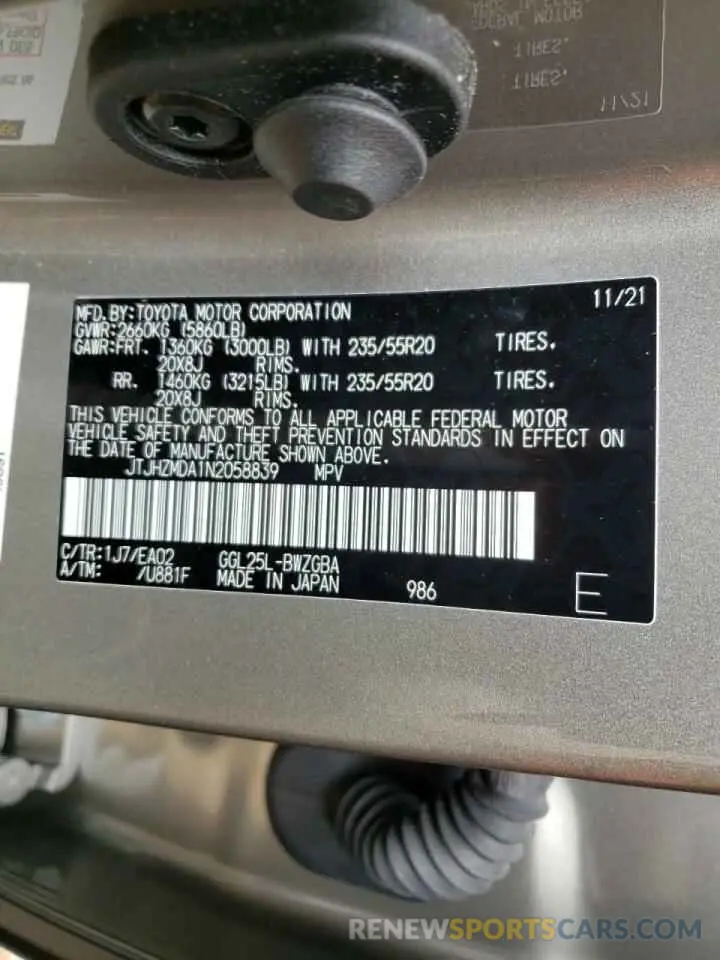 11/21
MFD.BY:TOYOTA MOTOR CORPORATION
GVWR:2660KG (5860LB)
GAWR:FRT. 1360KG (3000LB) WITH 235/55R20 TIRES.
20X8J RIMS.
RR. 1460KG (3215LB) WITH 235/55R20 TIRES.
20X8J RIMS.
THIS VEHICLE CONFORMS TO ALL APPLICABLE FEDERAL MOTOR
VEHICLE SAFETY AND THEFT PREVENTION STANDARDS IN EFFECT ON
THE DATE OF MANUFACTURE SHOWN ABOVE.
JTJHZMDA1N2058839 MPV
C/TR:1J7/EA02 GGL25L-BWZGBA
A/TM: /U881F MADE IN JAPAN 986
E
RENEWSPORTSCARS.COM